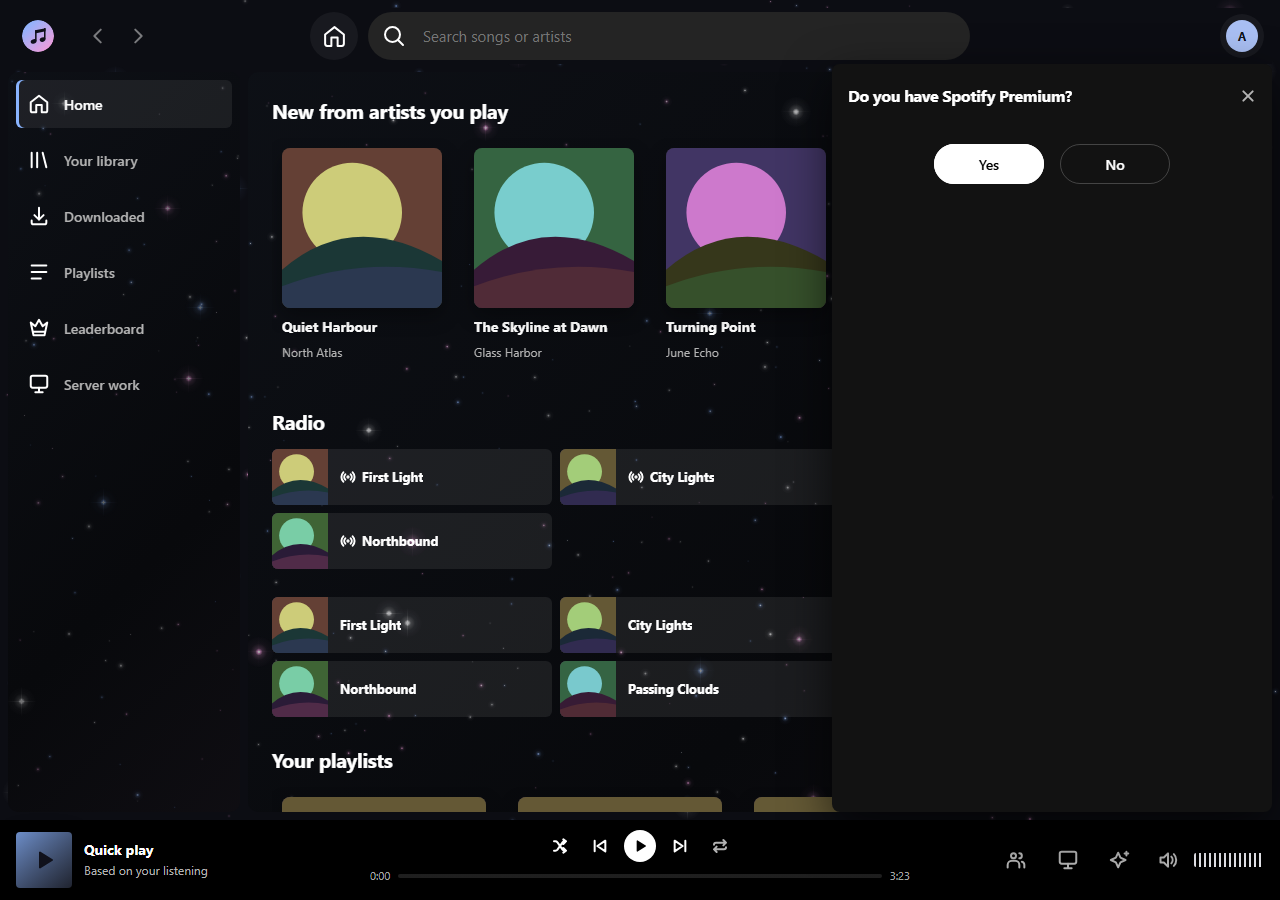 Search songs or artists
A
Home
Your library
Downloaded
Playlists
Leaderboard
Server work
New from artists you play
Quiet Harbour
North Atlas
The Skyline at Dawn
Glass Harbor
Turning Point
June Echo
Radio
First Light
City Lights
Northbound
First Light
City Lights
Northbound
Passing Clouds
Your playlists
Do you have Spotify Premium?
Yes
No
Quick play
Based on your listening
0:00
3:23